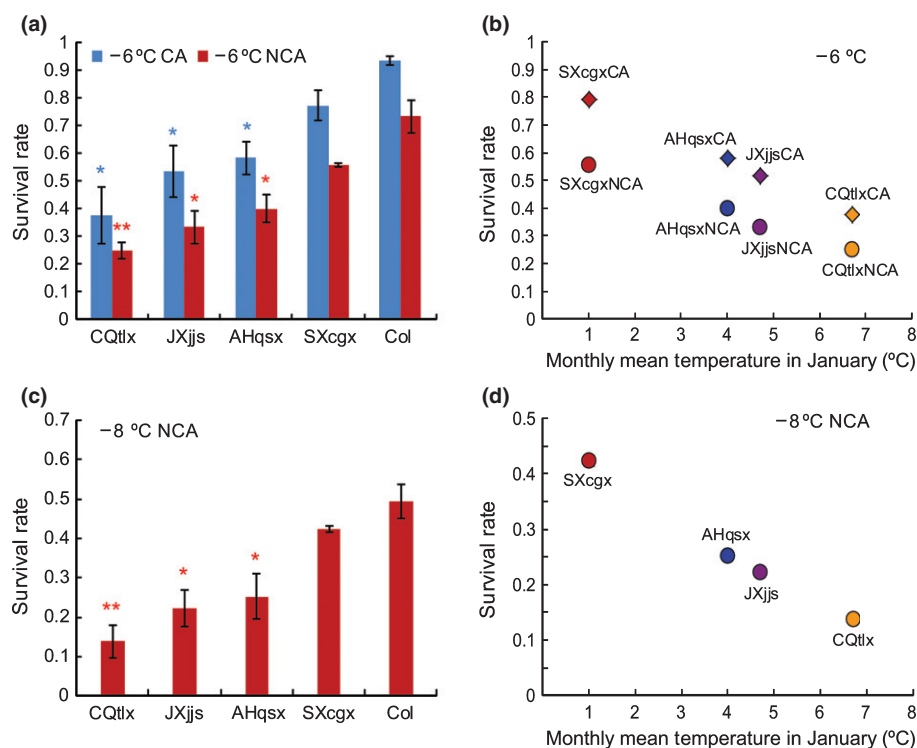 (a)
−6 ºC CA −6 ºC NCA
Survival rate
1
0.9
0.8
0.7
0.6
0.5
0.4
0.3
0.2
0.1
0
*
**
*
*
*
*
CQtlx JXjjs AHqsx SXcgx Col
(b)
−6 ºC
Survival rate
1
0.9
0.8
0.7
0.6
0.5
0.4
0.3
0.2
0.1
SXcgxCA
SXcgxNCA
AHqsxCA
AHqsxNCA
JXjjsCA
JXjjsNCA
CQtlxCA
CQtlxNCA
0 1 2 3 4 5 6 7 8
Monthly mean temperature in January (ºC)
(c)
−8 ºC NCA
Survival rate
0.7
0.6
0.5
0.4
0.3
0.2
0.1
0
**
*
*
CQtlx JXjjs AHqsx SXcgx Col
(d)
−8 ºC NCA
Survival rate
0.5
0.4
0.3
0.2
0.1
SXcgx
AHqsx
JXjjs
CQtlx
0 1 2 3 4 5 6 7 8
Monthly mean temperature in January (ºC)